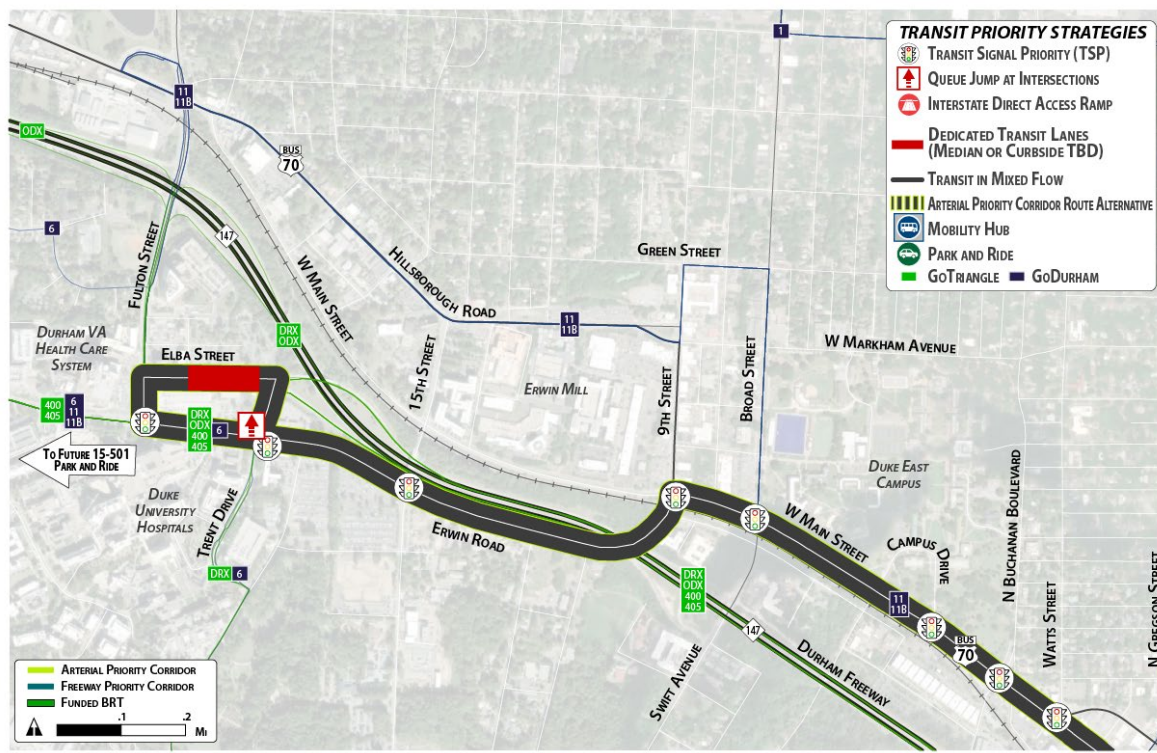 TRANSIT PRIORITY STRATEGIES
TRANSIT SIGNAL PRIORITY (TSP)
QUEUE JUMP AT INTERSECTIONS
INTERSTATE DIRECT ACCESS RAMP
DEDICATED TRANSIT LANES
(MEDIAN OR CURBSIDE TBD)
TRANSIT IN MIXED FLOW
ARTERIAL PRIORITY CORRIDOR ROUTE ALTERNATIVE
MOBILITY HUB
PARK AND RIDE
GOTRIANGLE
GODURHAM
1
11
11B
ODX
BUS
70
6
FULTON STREET
147
W MAIN STREET
HILLSBOROUGH ROAD
GREEN STREET
11
11B
DRX
ODX
DURHAM VA
HEALTH CARE
SYSTEM
ELBA STREET
15TH STREET
ERWIN MILL
9TH STREET
BROAD STREET
W MARKHAM AVENUE
400
405
6
11
11B
DRX
ODX
400
405
6
TO FUTURE 15-501
PARK AND RIDE
DUKE
UNIVERSITY
HOSPITALS
TRENT DRIVE
DRX
6
ERWIN ROAD
DUKE EAST
CAMPUS
W MAIN STREET
CAMPUS DRIVE
N BUCHANAN BOULEVARD
WATTS STREET
N GREGSON STREET
11
11B
BUS
70
DRX
ODX
400
405
147
DURHAM FREEWAY
SWIFT AVENUE
ARTERIAL PRIORITY CORRIDOR
FREEWAY PRIORITY CORRIDOR
FUNDED BRT
.1
.2
MI